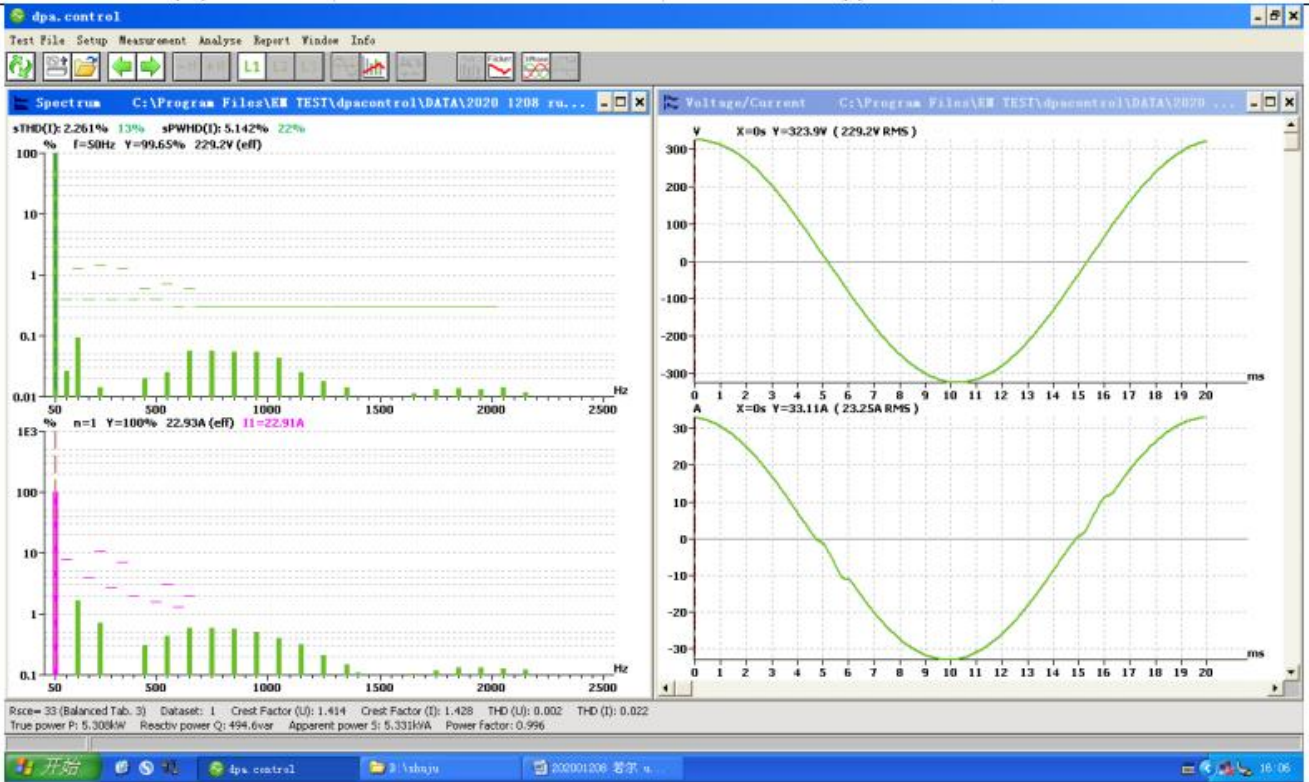 dpa.control
Test File Setup Measurement Analyse Report Window Info
L1
Spectrum C:\Program Files\EM TEST\dpacontrol\DATA\2020 1208 ru...
Voltage/Current C:\Program Files\EM TEST\dpacontrol\DATA\2020 ...
sTHD(I): 2.261% 13% sPWHD(I): 5.142% 22%
% f=50Hz Y=99.65% 229.2V (eff)
100
10
1
0.1
0.01
50 500 1000 1500 2000 2500 Hz
% n=1 Y=100% 22.93A (eff) I1=22.91A
1E3
100
10
1
0.1
50 500 1000 1500 2000 2500 Hz
V X=0s Y=323.9V ( 229.2V RMS )
300
200
100
0
-100
-200
-300
0 1 2 3 4 5 6 7 8 9 10 11 12 13 14 15 16 17 18 19 20 ms
A X=0s Y=33.11A ( 23.25A RMS )
30
20
10
0
-10
-20
-30
0 1 2 3 4 5 6 7 8 9 10 11 12 13 14 15 16 17 18 19 20 ms
Rsce= 33 (Balanced Tab. 3) Dataset: 1 Crest Factor (U): 1.414 Crest Factor (I): 1.428 THD (U): 0.002 THD (I): 0.022
True power P: 5.308kW Reactiv power Q: 494.6var Apparent power S: 5.331kVA Power Factor: 0.996
开始 dpa.control D:\shuju 202001208 若尔 u... 16:06